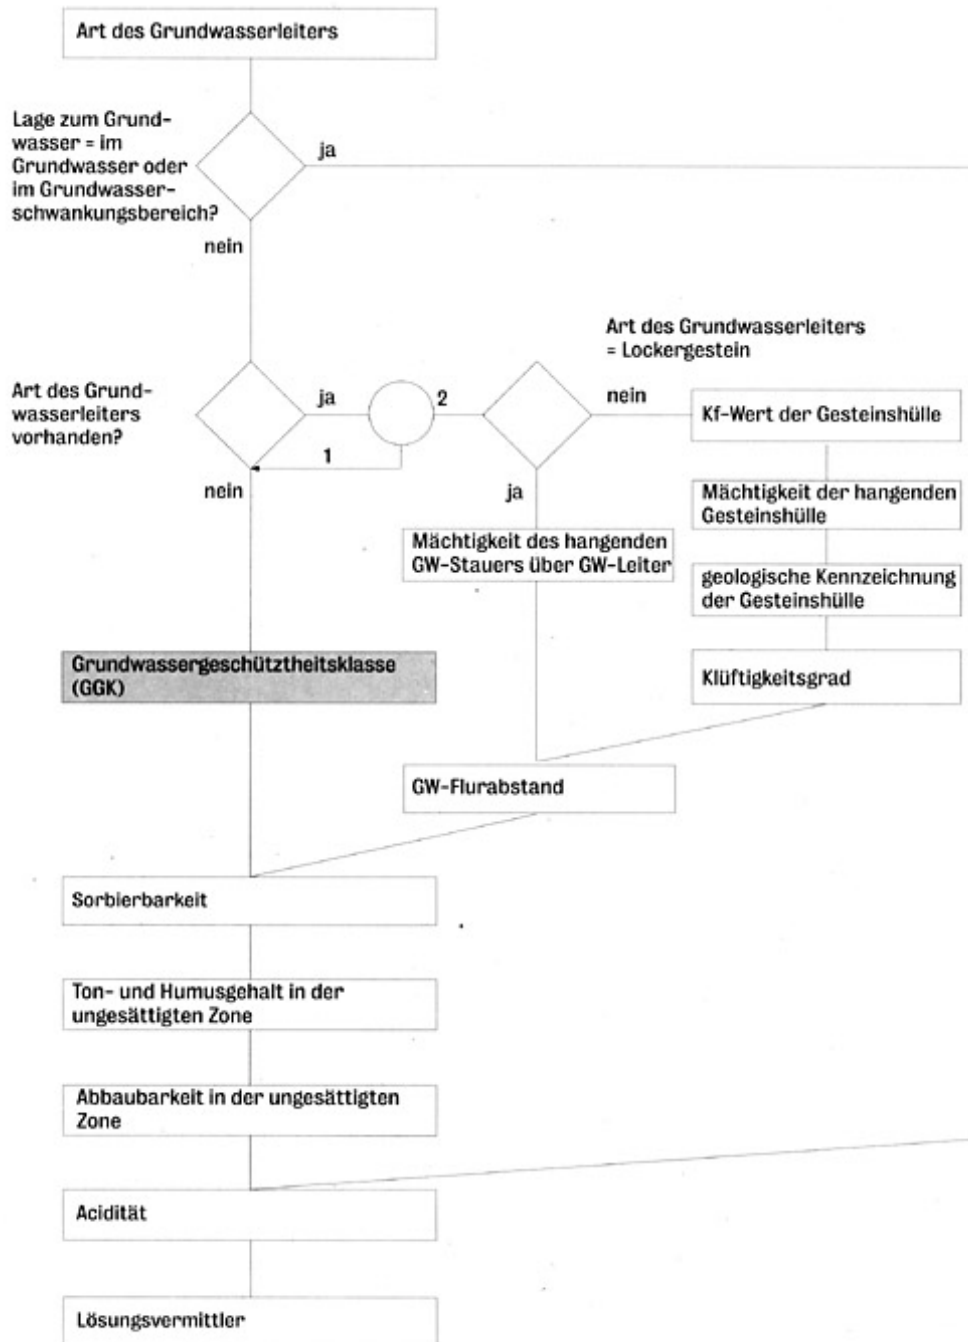 Art des Grundwasserleiters
Lage zum Grund-
wasser = im
Grundwasser oder
im Grundwasser-
schwankungsbereich?
ja
nein
Art des Grundwasserleiters
= Lockergestein
Art des Grund-
wasserleiters
vorhanden?
ja
2
nein
Kf-Wert der Gesteinshülle
1
nein
ja
Mächtigkeit der hangenden
Gesteinshülle
Mächtigkeit des hangenden
GW-Stauers über GW-Leiter
geologische Kennzeichnung
der Gesteinshülle
Grundwassergeschütztheitsklasse
(GGK)
Klüftigkeitsgrad
GW-Flurabstand
Sorbierbarkeit
Ton- und Humusgehalt in der
ungesättigten Zone
Abbaubarkeit in der ungesättigten
Zone
Acidität
Lösungsvermittler